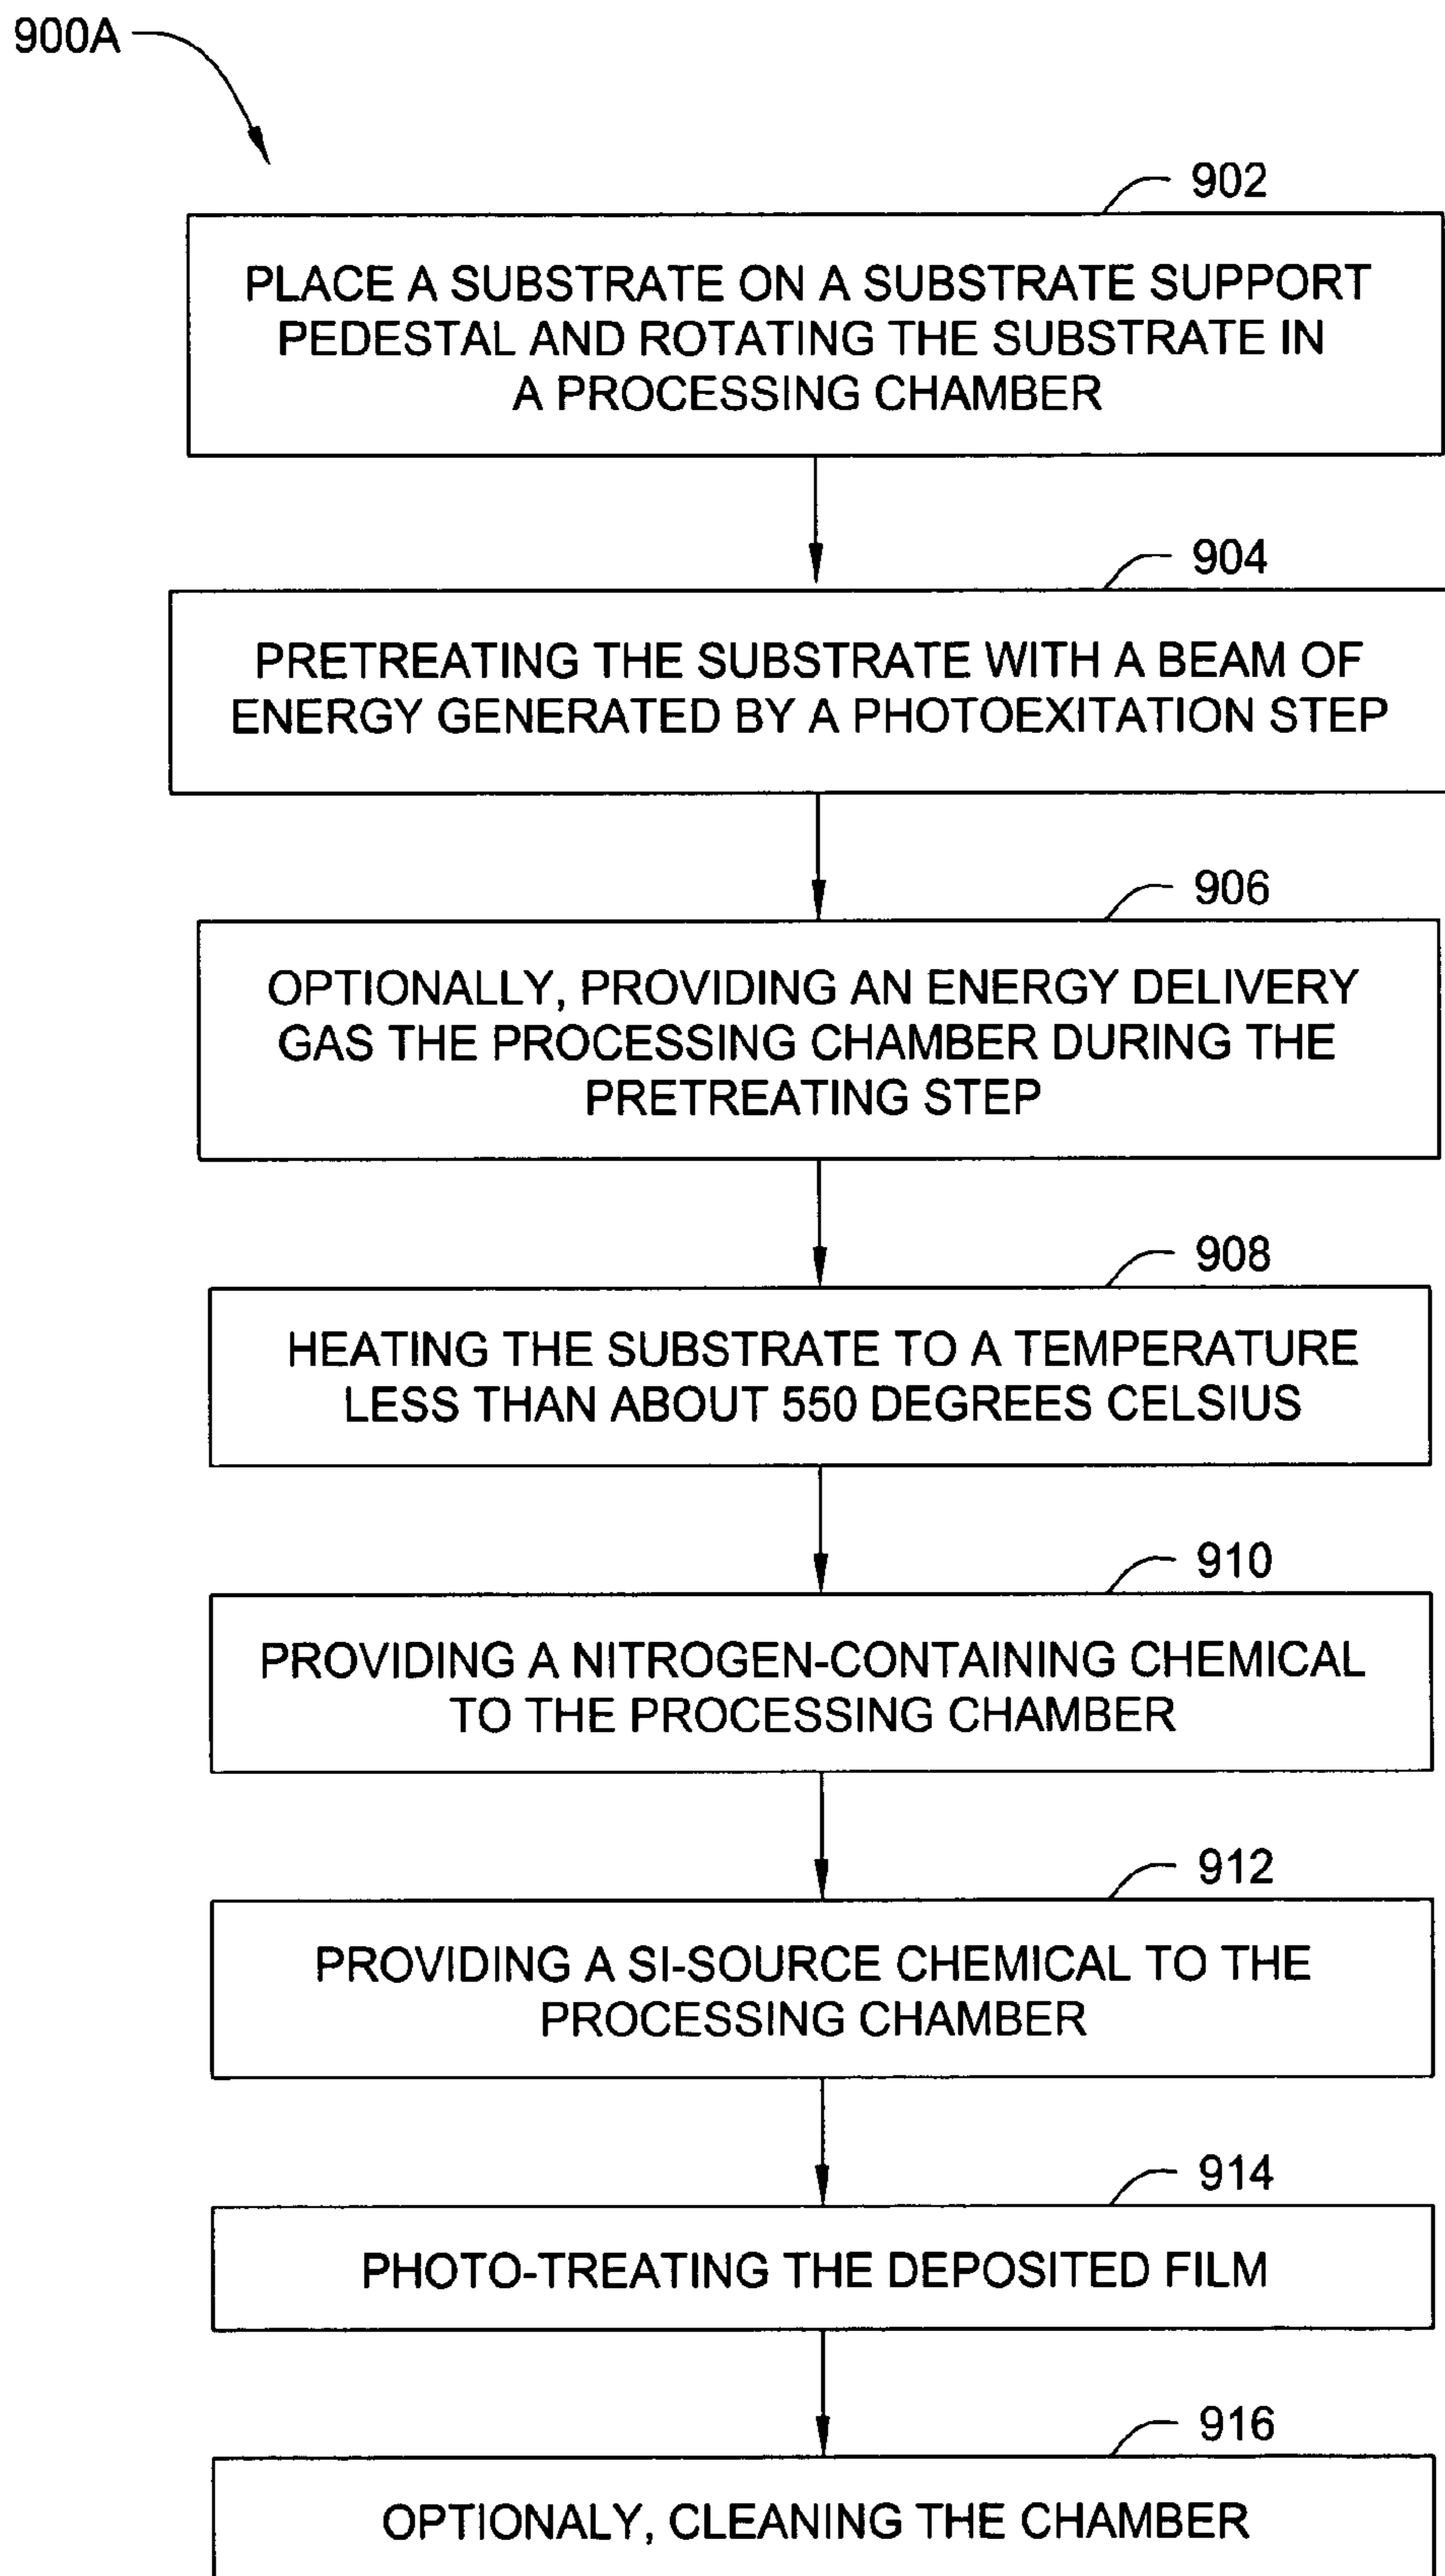 900A
902
PLACE A SUBSTRATE ON A SUBSTRATE SUPPORT
PEDESTAL AND ROTATING THE SUBSTRATE IN
A PROCESSING CHAMBER
904
PRETREATING THE SUBSTRATE WITH A BEAM OF
ENERGY GENERATED BY A PHOTOEXITATION STEP
906
OPTIONALLY, PROVIDING AN ENERGY DELIVERY
GAS THE PROCESSING CHAMBER DURING THE
PRETREATING STEP
908
HEATING THE SUBSTRATE TO A TEMPERATURE
LESS THAN ABOUT 550 DEGREES CELSIUS
910
PROVIDING A NITROGEN-CONTAINING CHEMICAL
TO THE PROCESSING CHAMBER
912
PROVIDING A SI-SOURCE CHEMICAL TO THE
PROCESSING CHAMBER
914
PHOTO-TREATING THE DEPOSITED FILM
916
OPTIONALY, CLEANING THE CHAMBER